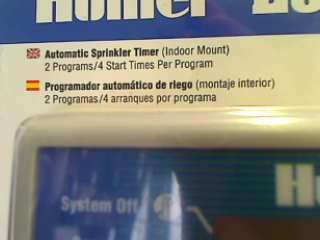 Automatic Sprinkler Timer (Indoor Mount)
2 Programs/4 Start Times Per Program
Programador automático de riego (montaje interior)
2 Programas/4 arranques por programa
System Off